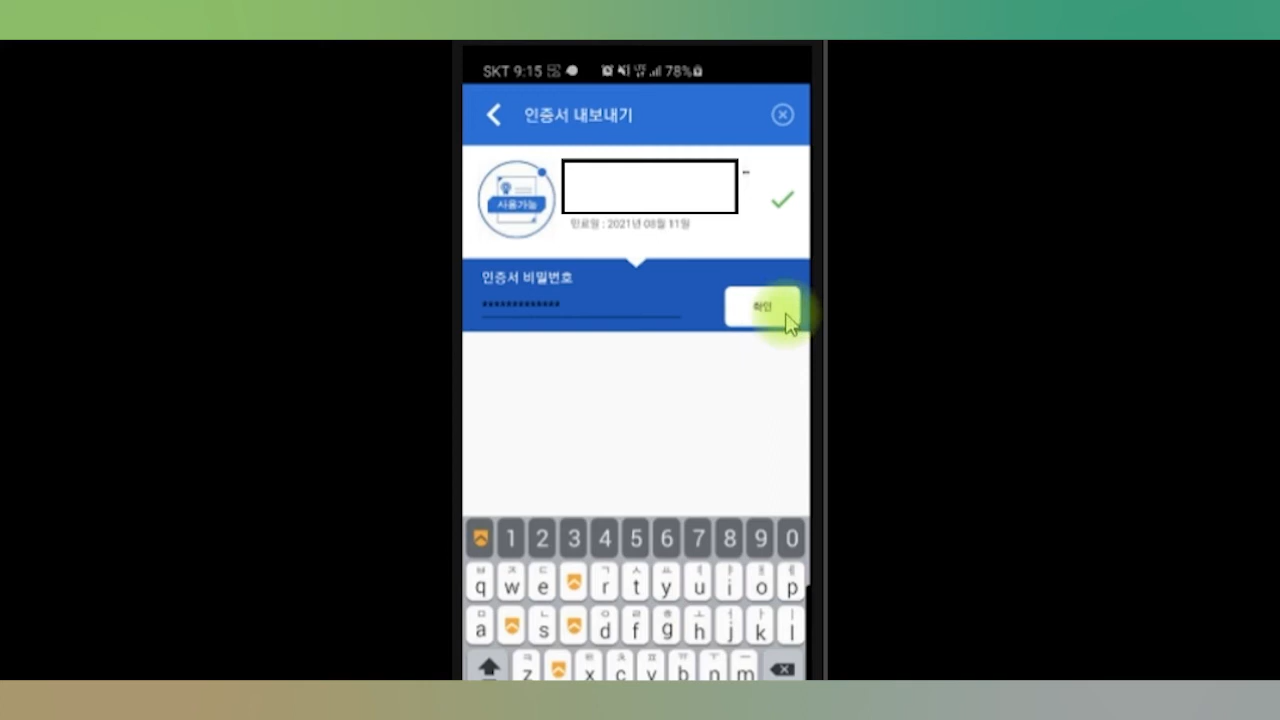 SKT 9:15 78%
인증서 내보내기
사용가능
만료일 : 2021년 08월 11일
인증서 비밀번호
*************
확인
1 2 3 4 5 6 7 8 9 0
ㅂ ㅈ ㄷ ㄱ ㅅ ㅛ ㅕ ㅑ ㅐ ㅔ
q w e r t y u i o p
ㅁ ㄴ ㅇ ㄹ ㅎ ㅗ ㅓ ㅏ ㅣ
a s d f g h j k l
ㅋ ㅌ ㅊ ㅍ ㅠ ㅜ ㅡ
z x c v b n m